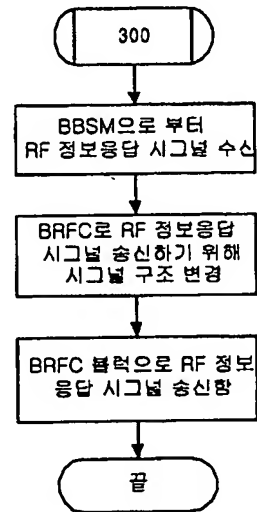 300
BBSM으로 부터
RF 정보응답 시그널 수신
BRFC로 RF 정보응답
시그널 송신하기 위해
시그널 구조 변경
BRFC 블럭으로 RF 정보
응답 시그널 송신함
끝